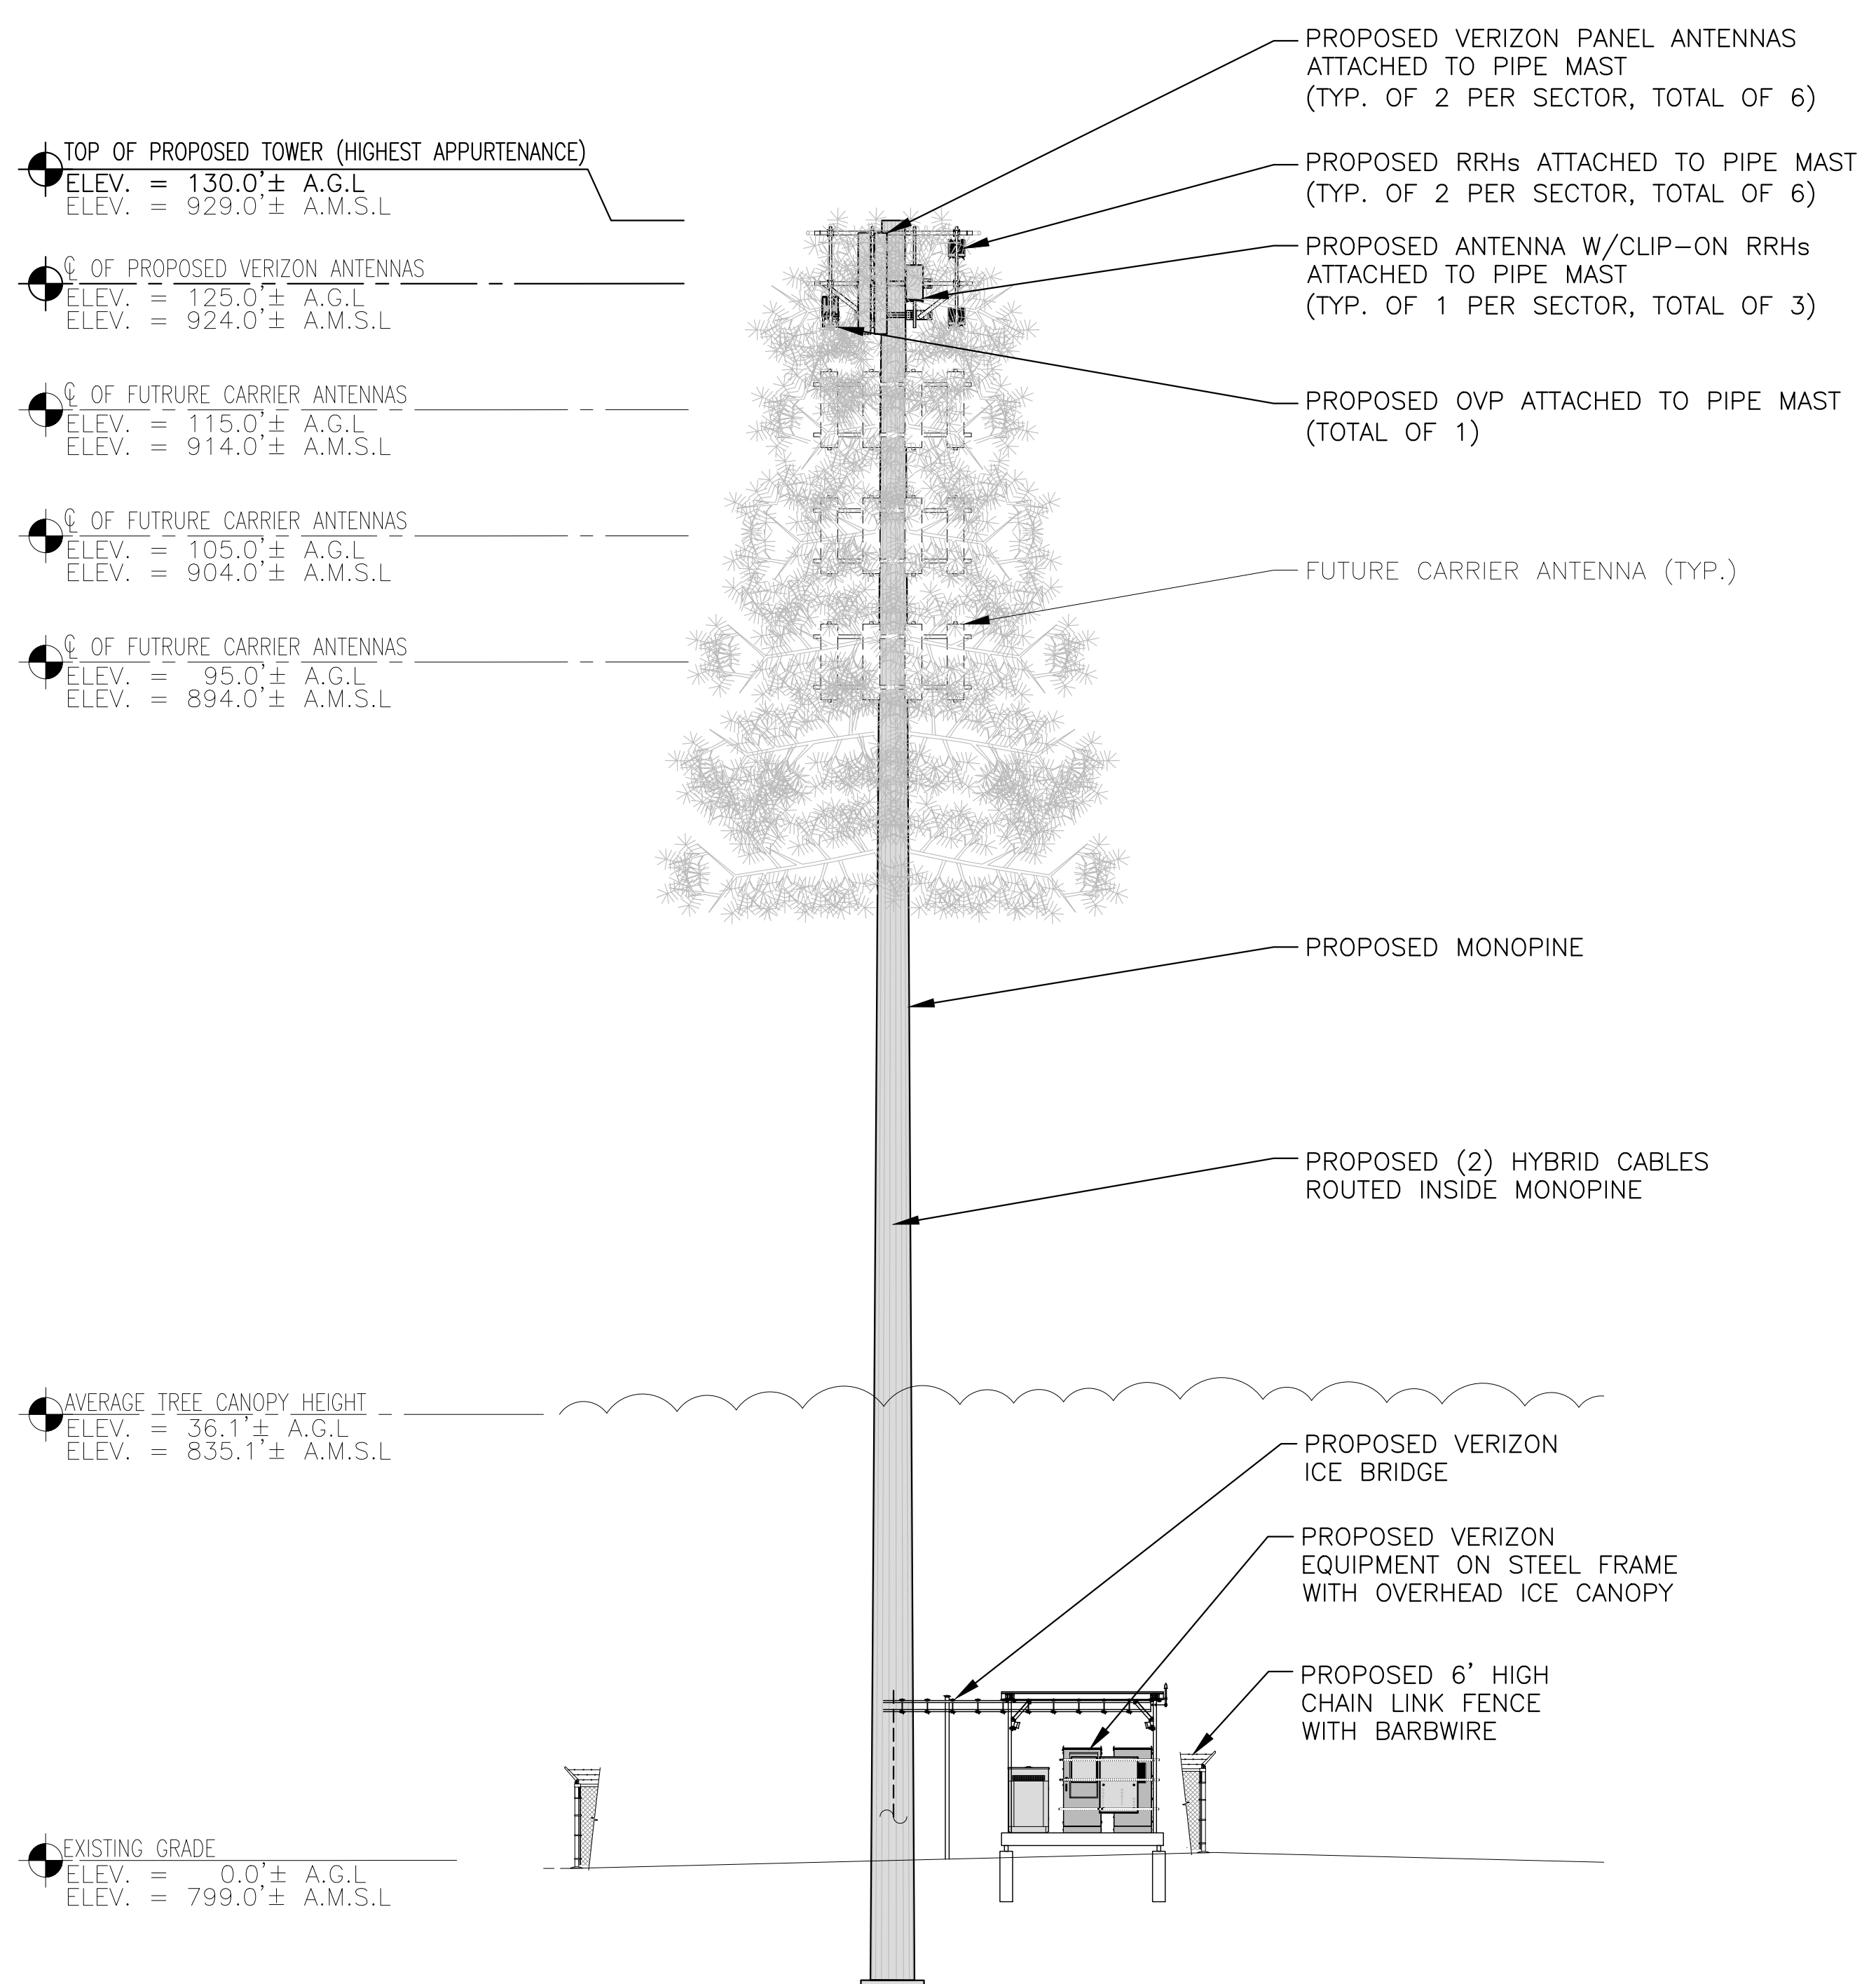 PROPOSED VERIZON PANEL ANTENNAS
ATTACHED TO PIPE MAST
(TYP. OF 2 PER SECTOR, TOTAL OF 6)
TOP OF PROPOSED TOWER (HIGHEST APPURTENANCE)
ELEV. = 130.0'± A.G.L
ELEV. = 929.0'± A.M.S.L
PROPOSED RRHs ATTACHED TO PIPE MAST
(TYP. OF 2 PER SECTOR, TOTAL OF 6)
PROPOSED ANTENNA W/CLIP-ON RRHs
ATTACHED TO PIPE MAST
(TYP. OF 1 PER SECTOR, TOTAL OF 3)
℄ OF PROPOSED VERIZON ANTENNAS
ELEV. = 125.0'± A.G.L
ELEV. = 924.0'± A.M.S.L
℄ OF FUTRURE CARRIER ANTENNAS
ELEV. = 115.0'± A.G.L
ELEV. = 914.0'± A.M.S.L
PROPOSED OVP ATTACHED TO PIPE MAST
(TOTAL OF 1)
℄ OF FUTRURE CARRIER ANTENNAS
ELEV. = 105.0'± A.G.L
ELEV. = 904.0'± A.M.S.L
FUTURE CARRIER ANTENNA (TYP.)
℄ OF FUTRURE CARRIER ANTENNAS
ELEV. = 95.0'± A.G.L
ELEV. = 894.0'± A.M.S.L
PROPOSED MONOPINE
PROPOSED (2) HYBRID CABLES
ROUTED INSIDE MONOPINE
AVERAGE TREE CANOPY HEIGHT
ELEV. = 36.1'± A.G.L
ELEV. = 835.1'± A.M.S.L
PROPOSED VERIZON
ICE BRIDGE
PROPOSED VERIZON
EQUIPMENT ON STEEL FRAME
WITH OVERHEAD ICE CANOPY
PROPOSED 6' HIGH
CHAIN LINK FENCE
WITH BARBWIRE
EXISTING GRADE
ELEV. = 0.0'± A.G.L
ELEV. = 799.0'± A.M.S.L